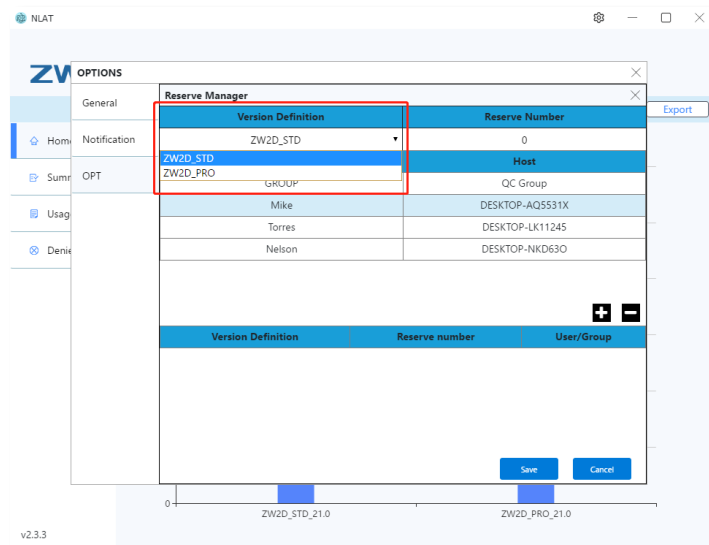 NLAT
ZW
OPTIONS
General
Reserve Manager
Export
Version Definition
Reserve Number
Home
Notification
ZW2D_STD
0
ZW2D_STD
Host
Summ
OPT
ZW2D_PRO
GROUP
QC Group
Mike
DESKTOP-AQ5531X
Usag
Torres
DESKTOP-LK11245
Denie
Nelson
DESKTOP-NKD63O
Version Definition
Reserve number
User/Group
Save
Cancel
0
ZW2D_STD_21.0
ZW2D_PRO_21.0
v2.3.3